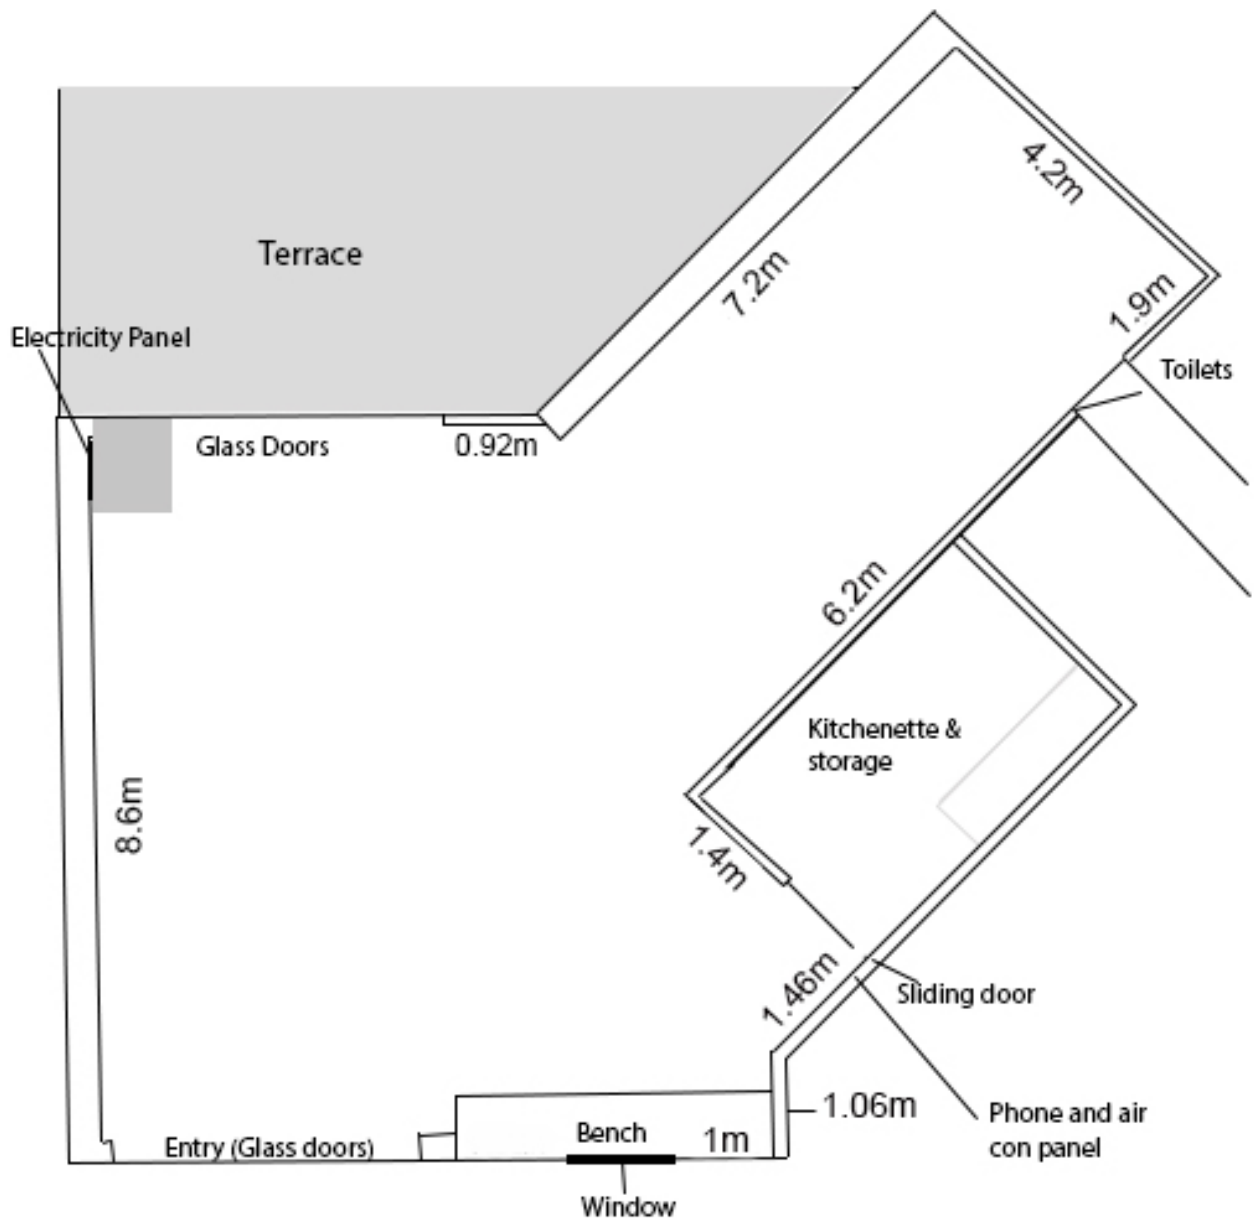 4.2m
Terrace
7.2m
1.9m
Electricity Panel
Toilets
Glass Doors
0.92m
6.2m
Kitchenette &
storage
8.6m
1.4m
1.46m
Sliding door
1.06m
Phone and air
con panel
Bench
1m
Entry (Glass doors)
Window